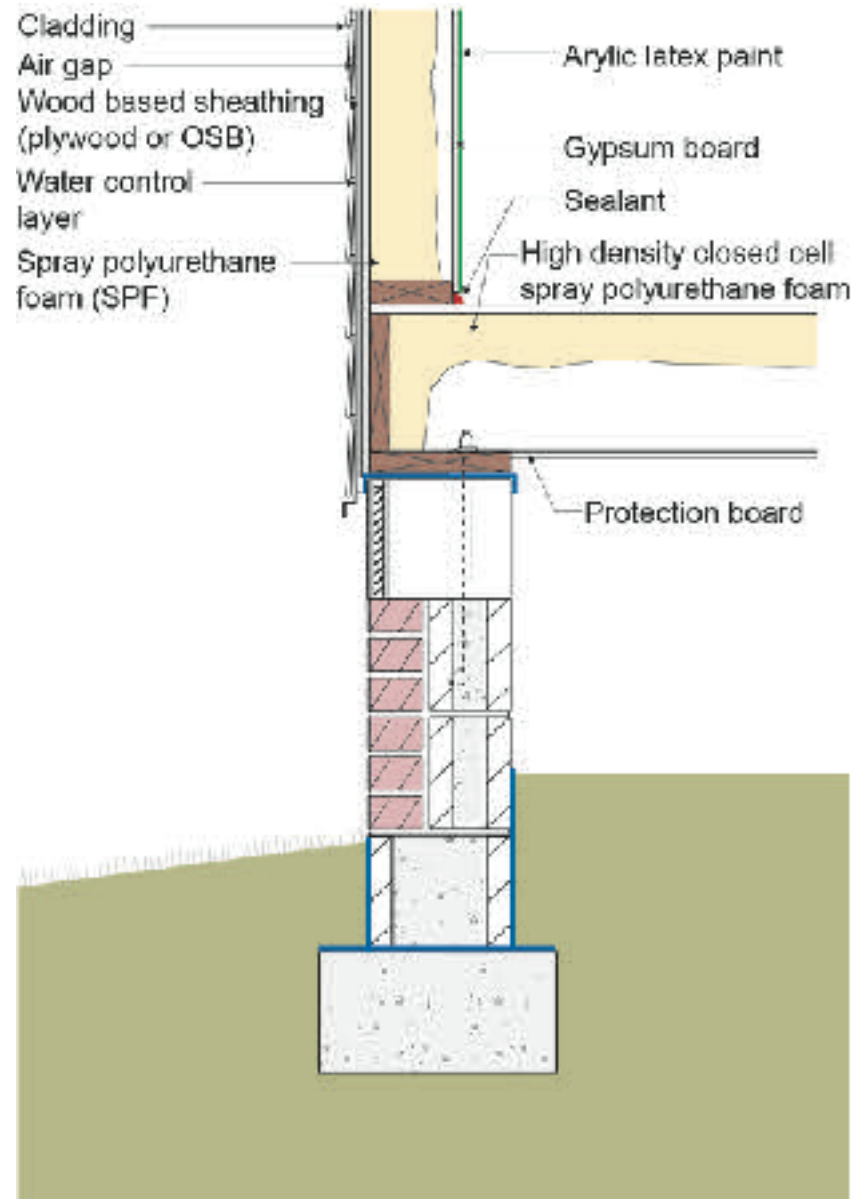 Cladding
Air gap
Wood based sheathing
(plywood or OSB)
Water control
layer
Spray polyurethane
foam (SPF)
Arylic latex paint
Gypsum board
Sealant
High density closed cell
spray polyurethane foam
Protection board